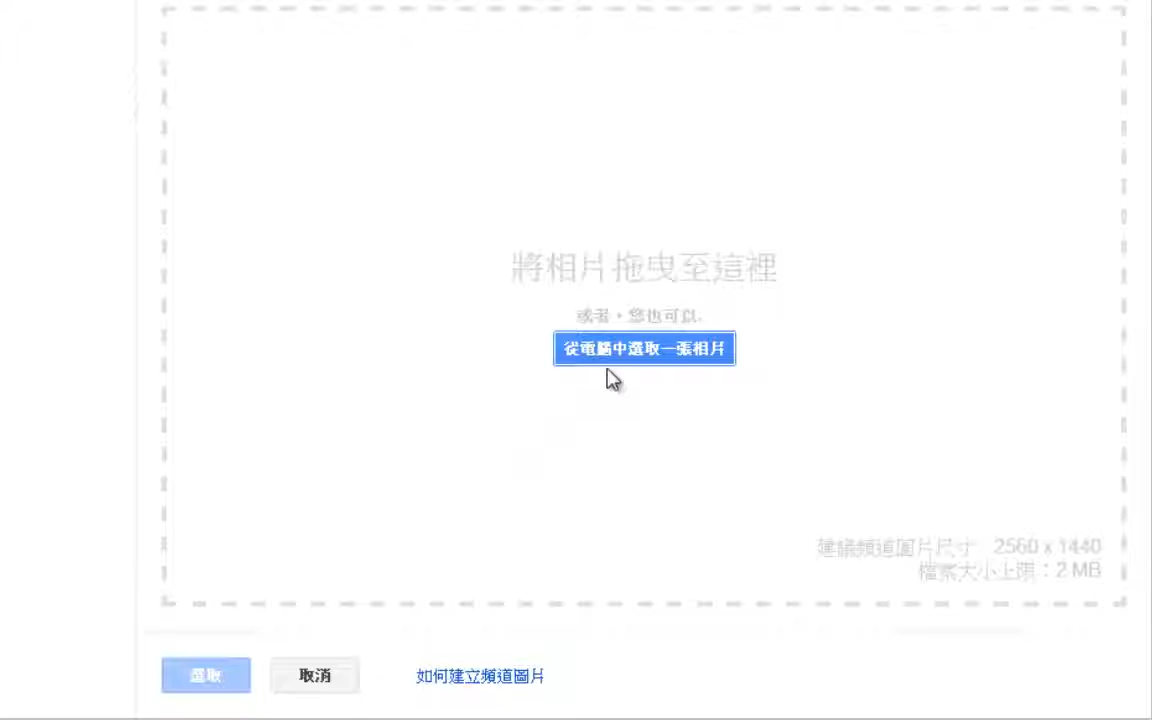 將相片拖曳至這裡
或者，您也可以.
從電腦中選取一張相片
建議頻道圖片尺寸：2560 x 1440
檔案大小上限：2 MB
選取
取消
如何建立頻道圖片